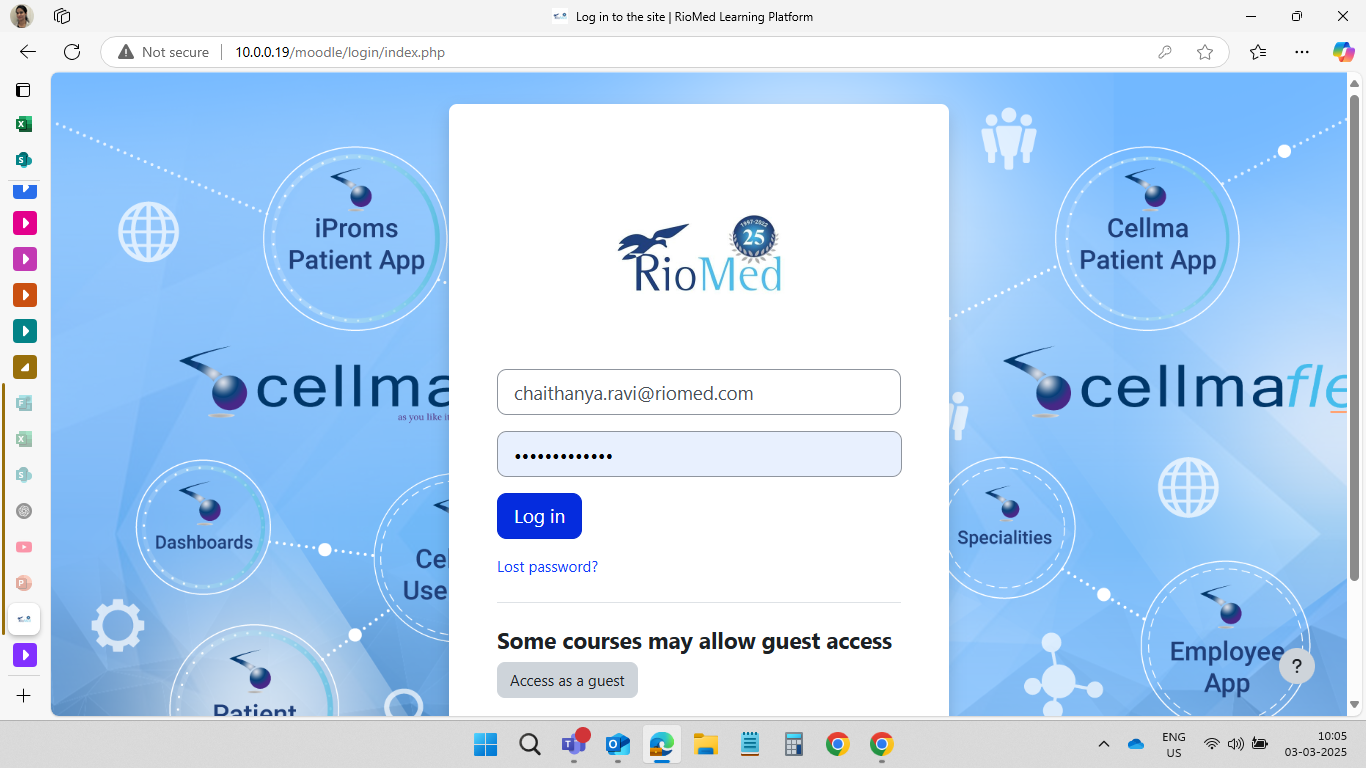 Log in to the site | RioMed Learning Platform
Not secure
10.0.0.19/moodle/login/index.php
iProms
Patient App
Cellma
Patient App
1997-2022
25
RioMed
cellma
as you like it
cellmafle
chaithanya.ravi@riomed.com
•••••••••••••
Log in
Lost password?
Dashboards
Cel
Use
Specialities
Some courses may allow guest access
Access as a guest
Employee
App
?
Patient
ENG
US
10:05
03-03-2025